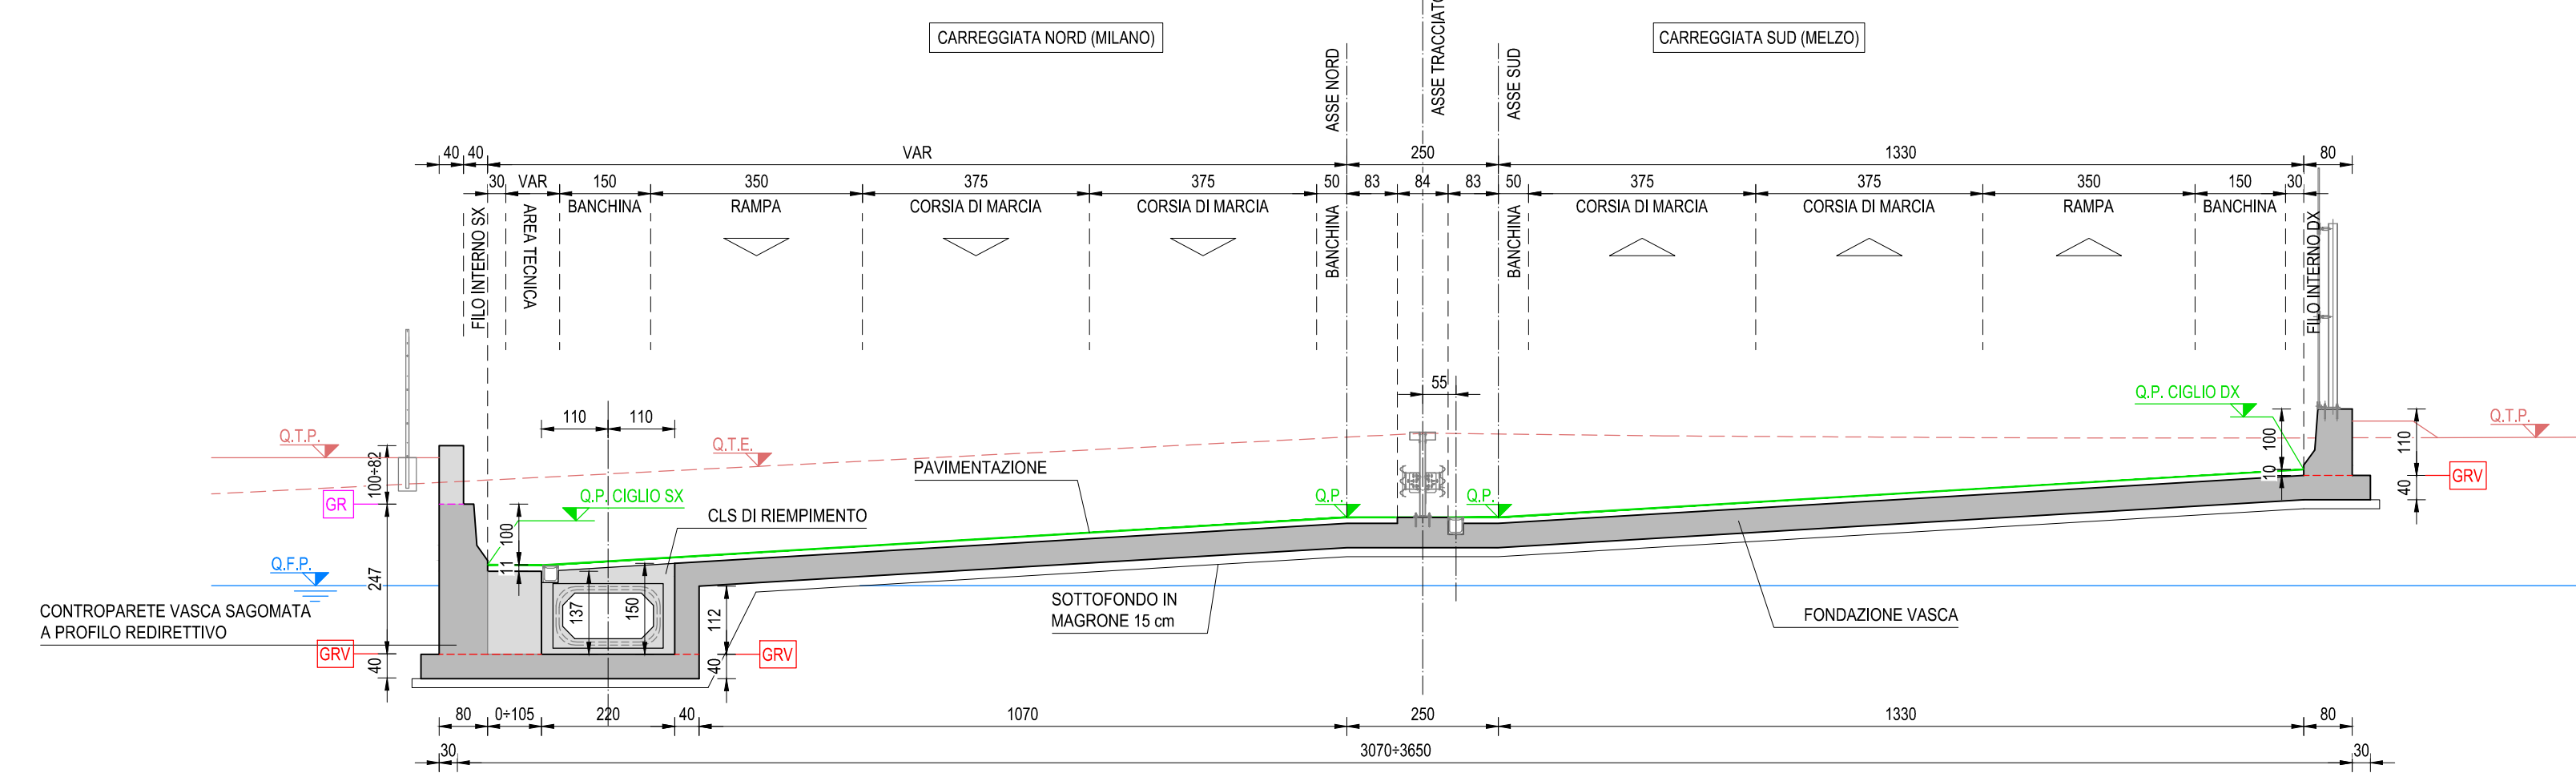 CARREGGIATA NORD (MILANO)
CARREGGIATA SUD (MELZO)
ASSE NORD
ASSE TRACCIATO
ASSE SUD
40 40 VAR 250 1330 80
30 VAR 150 350 375 375 50 83 84 83 50 375 375 350 150 30
FILO INTERNO SX
AREA TECNICA
BANCHINA
RAMPA
CORSIA DI MARCIA
CORSIA DI MARCIA
BANCHINA
BANCHINA
CORSIA DI MARCIA
CORSIA DI MARCIA
RAMPA
BANCHINA
FILO INTERNO DX
55
Q.P. CIGLIO DX
110 110
Q.T.P.
Q.T.E.
Q.T.P.
100÷82
100
10
110
40
PAVIMENTAZIONE
GRV
GR
Q.P. CIGLIO SX
Q.P.
Q.P.
CLS DI RIEMPIMENTO
100
11
247
Q.F.P.
137
150
112
CONTROPARETE VASCA SAGOMATA
A PROFILO REDIRETTIVO
SOTTOFONDO IN
MAGRONE 15 cm
FONDAZIONE VASCA
GRV
GRV
40
40
80 0÷105 220 40 1070 250 1330 80
30 3070÷3650 30